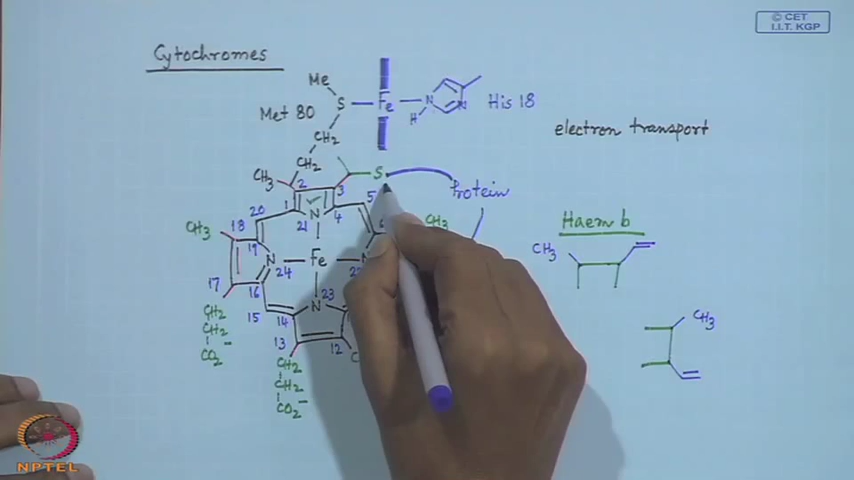 © CET
I.I.T. KGP
Cytochromes
Me
Met 80
S
Fe
N
N
H
His 18
electron transport
CH2
CH2
CH3
2
3
S
Protein
1
4
5
20
21
N
CH3
18
19
CH3
Haem b
CH3
N
24
Fe
22
17
16
N
23
15
14
13
12
CH2
CH2
CO2-
CH2
CH2
CO2-
CH3
NPTEL